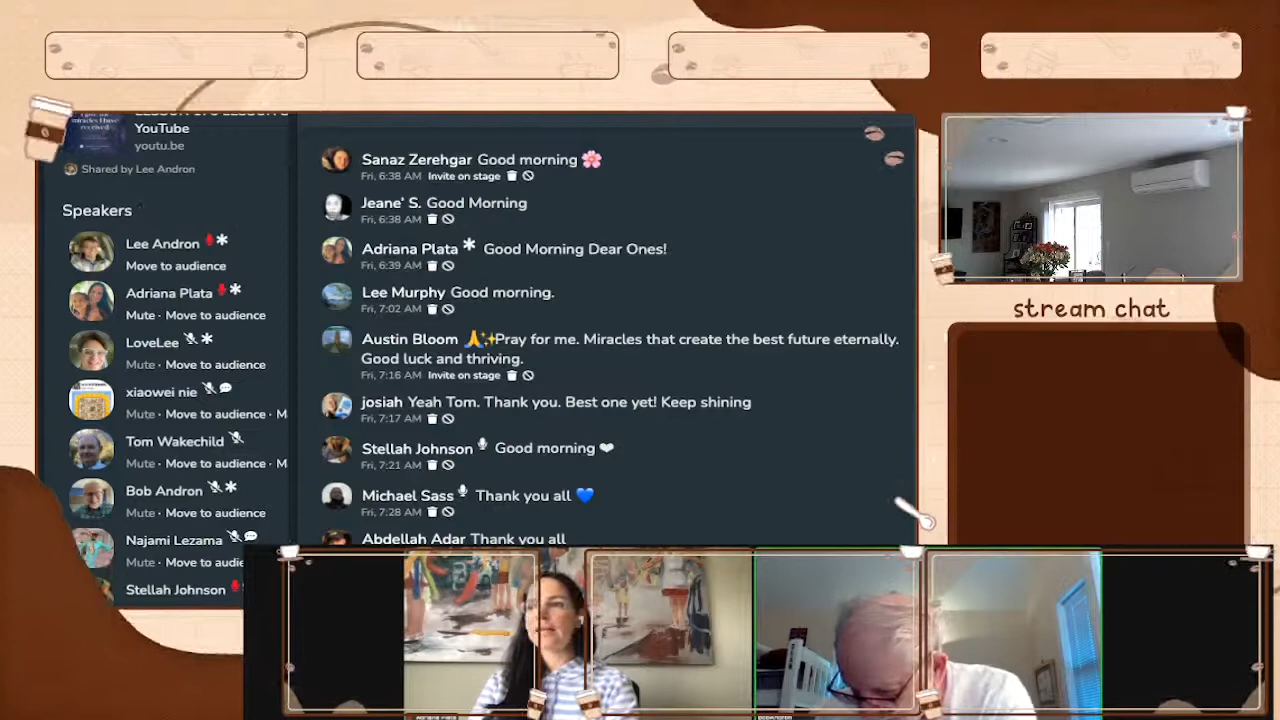 YouTube
youtu.be
Shared by Lee Andron
Speakers
Lee Andron
Move to audience
Adriana Plata
Mute · Move to audience
LoveLee
Mute · Move to audience
xiaowei nie
Mute · Move to audience · M
Tom Wakechild
Mute · Move to audience · M
Bob Andron
Mute · Move to audience
Najami Lezama
Mute · Move to audie
Stellah Johnson
Sanaz Zerehgar Good morning 🌸
Fri, 6:38 AM Invite on stage
Jeane' S. Good Morning
Fri, 6:38 AM
Adriana Plata * Good Morning Dear Ones!
Fri, 6:39 AM
Lee Murphy Good morning.
Fri, 7:02 AM
Austin Bloom 🙏✨Pray for me. Miracles that create the best future eternally.
Good luck and thriving.
Fri, 7:16 AM Invite on stage
josiah Yeah Tom. Thank you. Best one yet! Keep shining
Fri, 7:17 AM
Stellah Johnson Good morning ❤
Fri, 7:21 AM
Michael Sass Thank you all 💙
Fri, 7:28 AM
Abdellah Adar Thank you all
stream chat